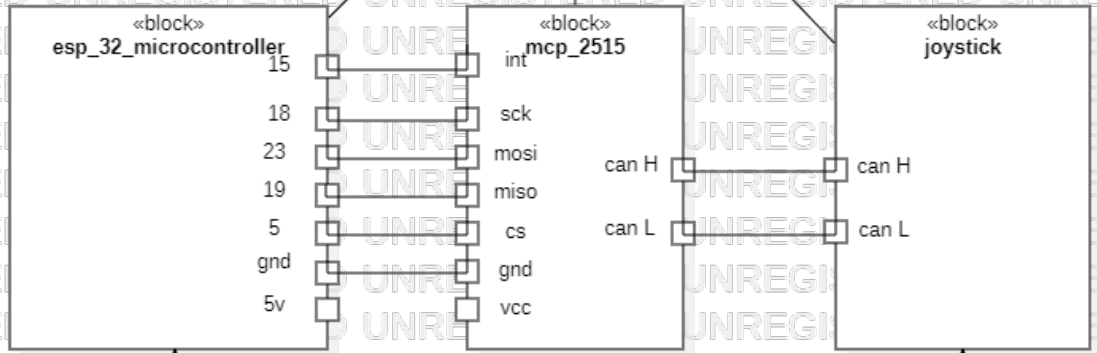 «block»
esp_32_microcontroller
15
18
23
19
5
gnd
5v
«block»
mcp_2515
int
sck
mosi
miso
cs
gnd
vcc
can H
can L
«block»
joystick
can H
can L